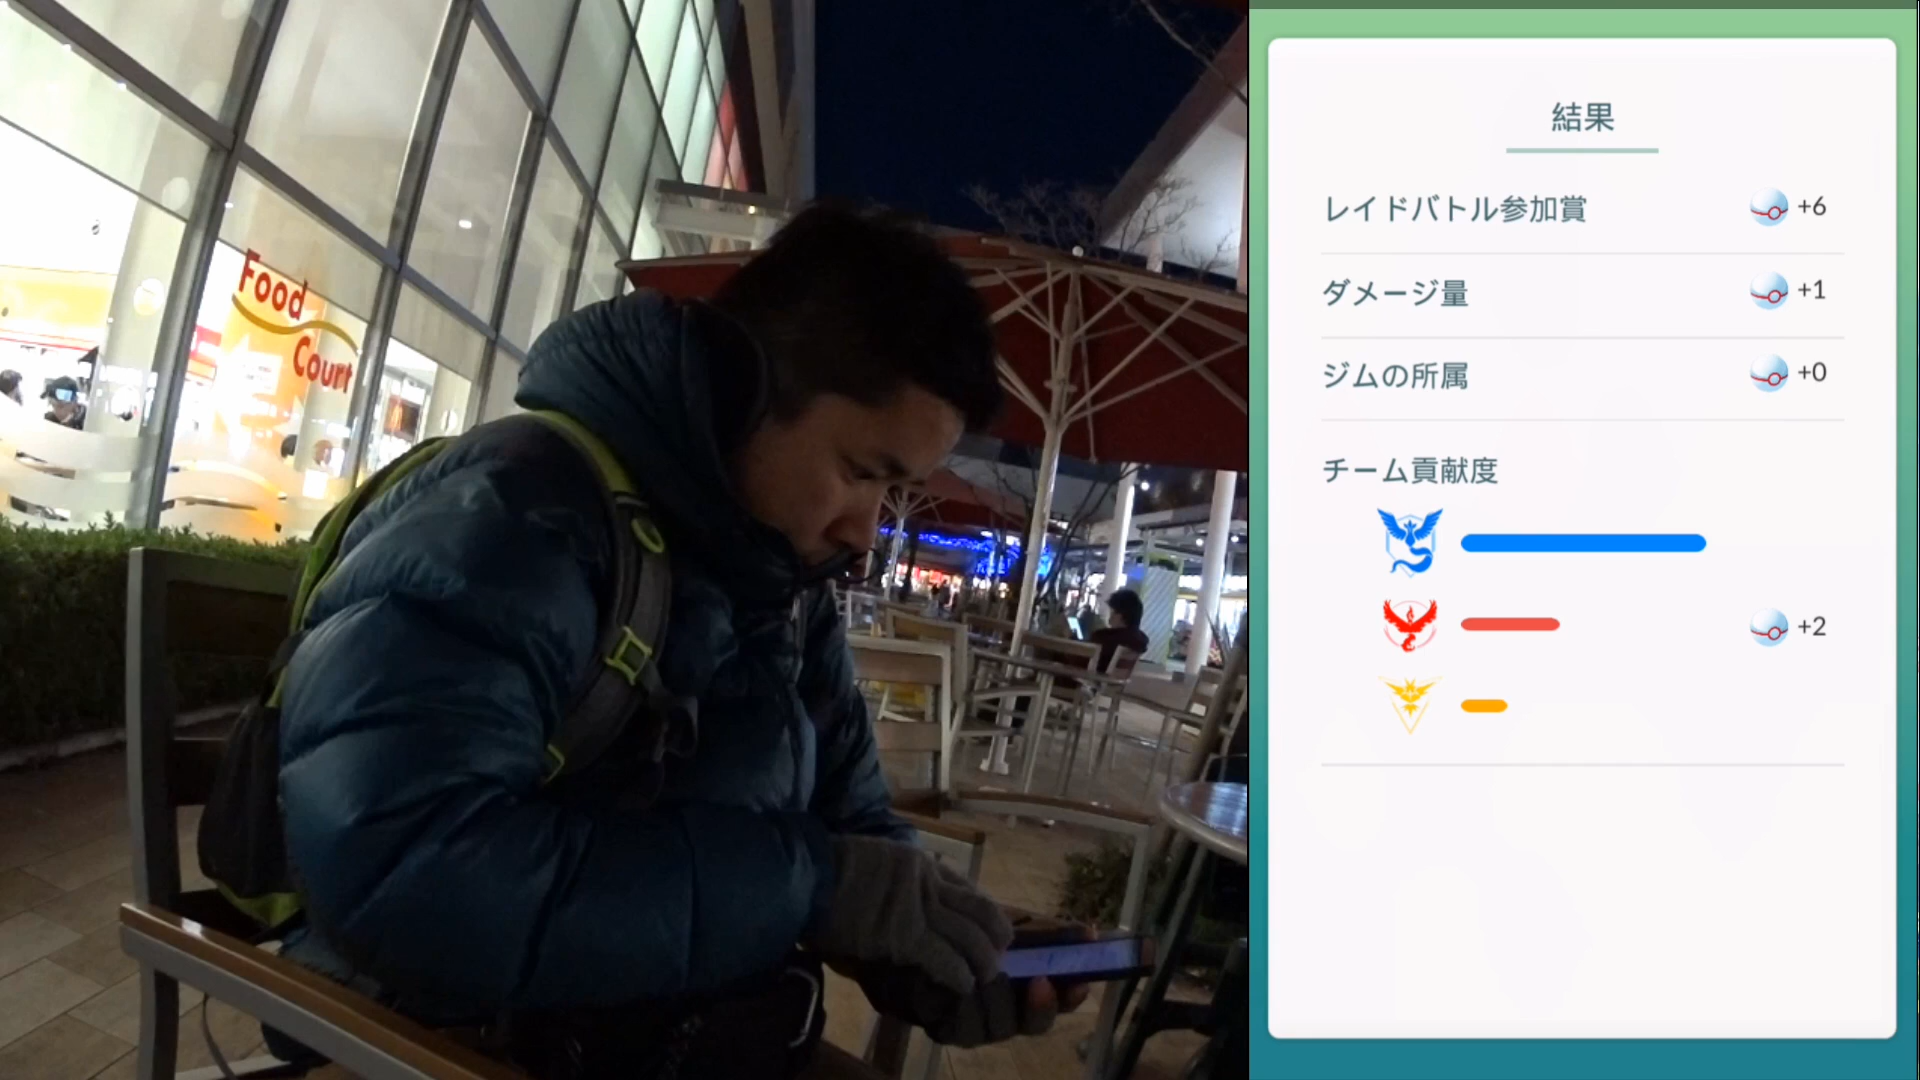 Food
Court
結果
レイドバトル参加賞 +6
ダメージ量 +1
ジムの所属 +0
チーム貢献度
+2